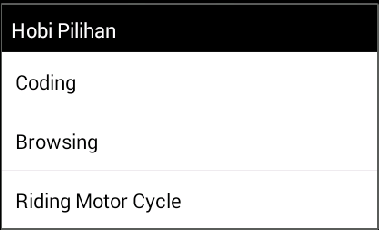 Hobi Pilihan
Coding
Browsing
Riding Motor Cycle